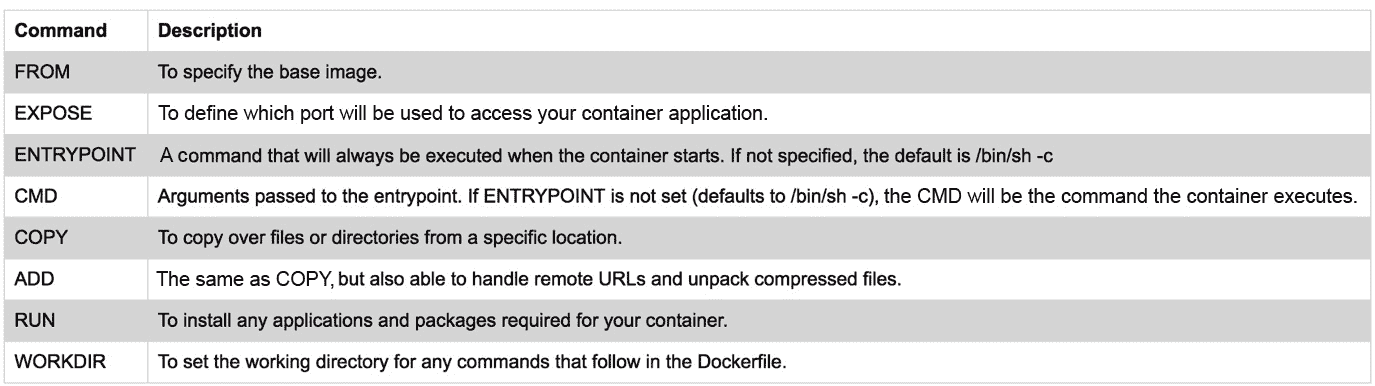 Command Description
FROM To specify the base image.
EXPOSE To define which port will be used to access your container application.
ENTRYPOINT A command that will always be executed when the container starts. If not specified, the default is /bin/sh -c
CMD Arguments passed to the entrypoint. If ENTRYPOINT is not set (defaults to /bin/sh -c), the CMD will be the command the container executes.
COPY To copy over files or directories from a specific location.
ADD The same as COPY, but also able to handle remote URLs and unpack compressed files.
RUN To install any applications and packages required for your container.
WORKDIR To set the working directory for any commands that follow in the Dockerfile.